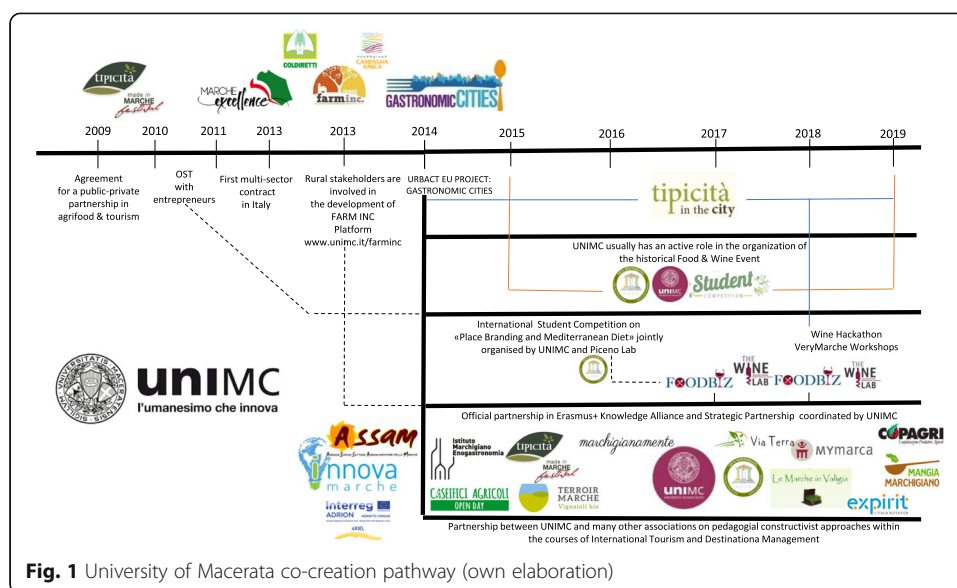 COLDIRETTI
CAMPAGNA
AMICA
tipicità
made in
MARCHE
festival
MARCHE
excellence
farm inc.
GASTRONOMIC CITIES
2009 2010 2011 2013 2013 2014 2015 2016 2017 2018 2019
Agreement
for a public-private
partnership in
agrifood & tourism
OST
with
entrepreneurs
First multi-sector
contract
in Italy
Rural stakeholders are
involved in
the development of
FARM INC
Platform
www.unimc.it/farminc
URBACT EU PROJECT:
GASTRONOMIC CITIES
tipicità
in the city
UNIMC usually has an active role in the organization of
the historical Food & Wine Event
UNIMC
Student
COMPETITION
International Student Competition on
«Place Branding and Mediterranean Diet» jointly
organised by UNIMC and Piceno Lab
Wine Hackathon
VeryMarche Workshops
FOODBIZ
THE
WINE
LAB
FOODBIZ
THE
WINE
LAB
unIMC
l'umanesimo che innova
Official partnership in Erasmus+ Knowledge Alliance and Strategic Partnership coordinated by UNIMC
ASSAM
innova
marche
Interreg
ADRION
ARIEL
Istituto
Marchigiano
Enogastronomia
tipicità
made in
MARCHE
festival
marchigianamente
Via Terra
MYMARCA
COPAGRI
CASEIFICI AGRICOLI
OPEN DAY
TERROIR
MARCHE
Vignaioli bio
unIMC
Le Marche in Valigia
MANGIA
MARCHIGIANO
expirit
Partnership between UNIMC and many other associations on pedagogial constructivist approaches within
the courses of International Tourism and Destinationa Management
Fig. 1 University of Macerata co-creation pathway (own elaboration)